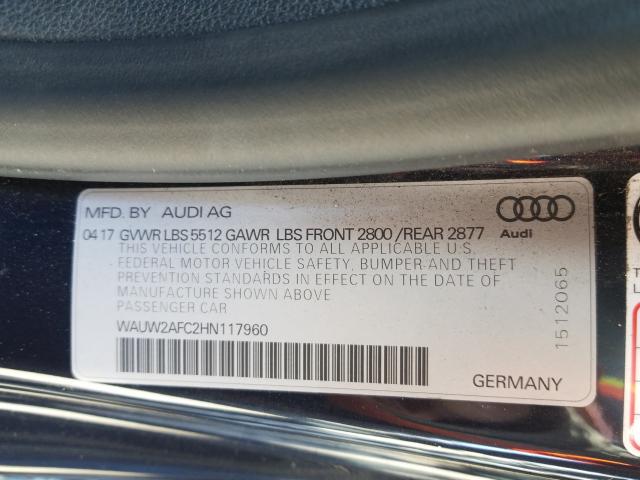 MFD. BY AUDI AG
Audi
04 17 GVWR LBS 5512 GAWR LBS FRONT 2800 /REAR 2877
THIS VEHICLE CONFORMS TO ALL APPLICABLE U.S.
FEDERAL MOTOR VEHICLE SAFETY, BUMPER AND THEFT
PREVENTION STANDARDS IN EFFECT ON THE DATE OF
MANUFACTURE SHOWN ABOVE
PASSENGER CAR
WAUW2AFC2HN117960
1512065
GERMANY